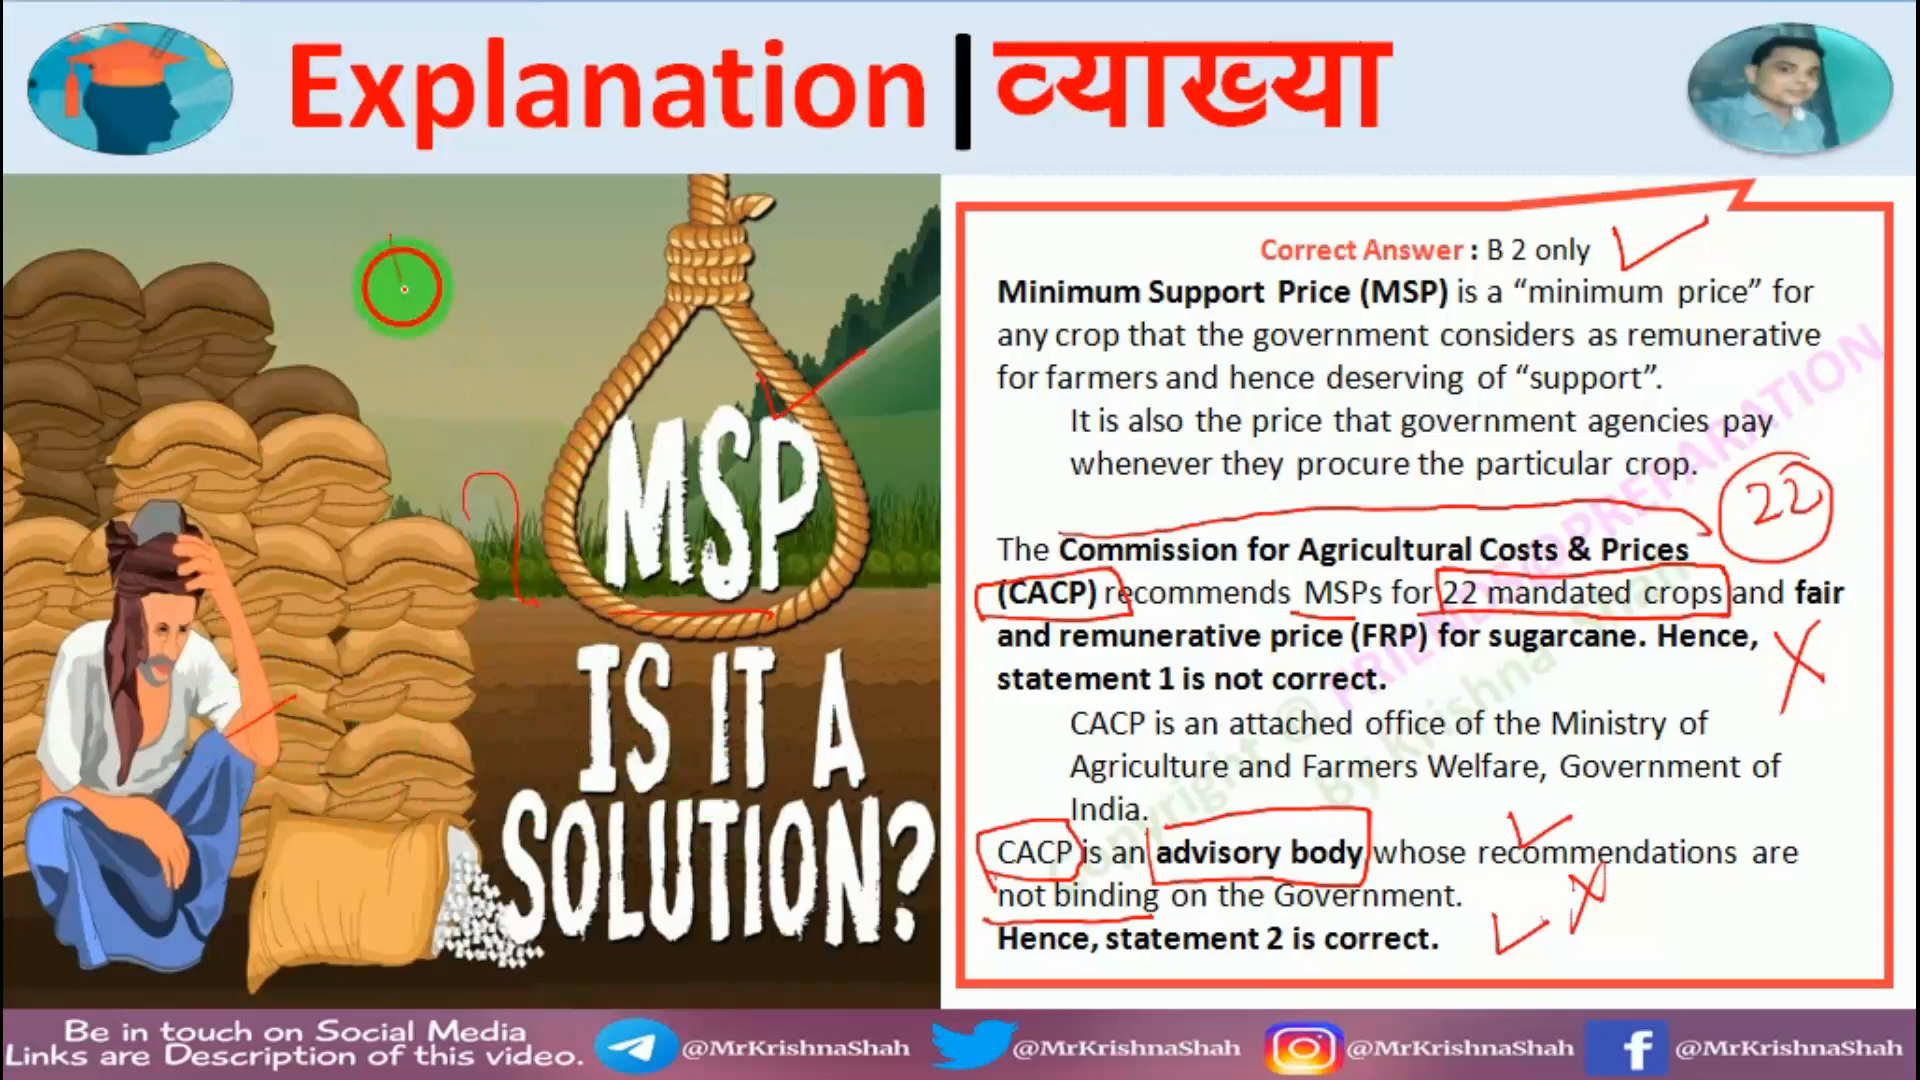 Explanation|व्याख्या
MSP
IS IT A
SOLUTION?
Correct Answer : B 2 only
Minimum Support Price (MSP) is a “minimum price” for
any crop that the government considers as remunerative
for farmers and hence deserving of “support”.
It is also the price that government agencies pay
whenever they procure the particular crop.
22
The Commission for Agricultural Costs & Prices
(CACP) recommends MSPs for 22 mandated crops and fair
and remunerative price (FRP) for sugarcane. Hence,
statement 1 is not correct.
CACP is an attached office of the Ministry of
Agriculture and Farmers Welfare, Government of
India.
CACP is an advisory body whose recommendations are
not binding on the Government.
Hence, statement 2 is correct.
Copyright ©
By Krishna
Be in touch on Social Media
Links are Description of this video.
@MrKrishnaShah
@MrKrishnaShah
@MrKrishnaShah
@MrKrishnaShah